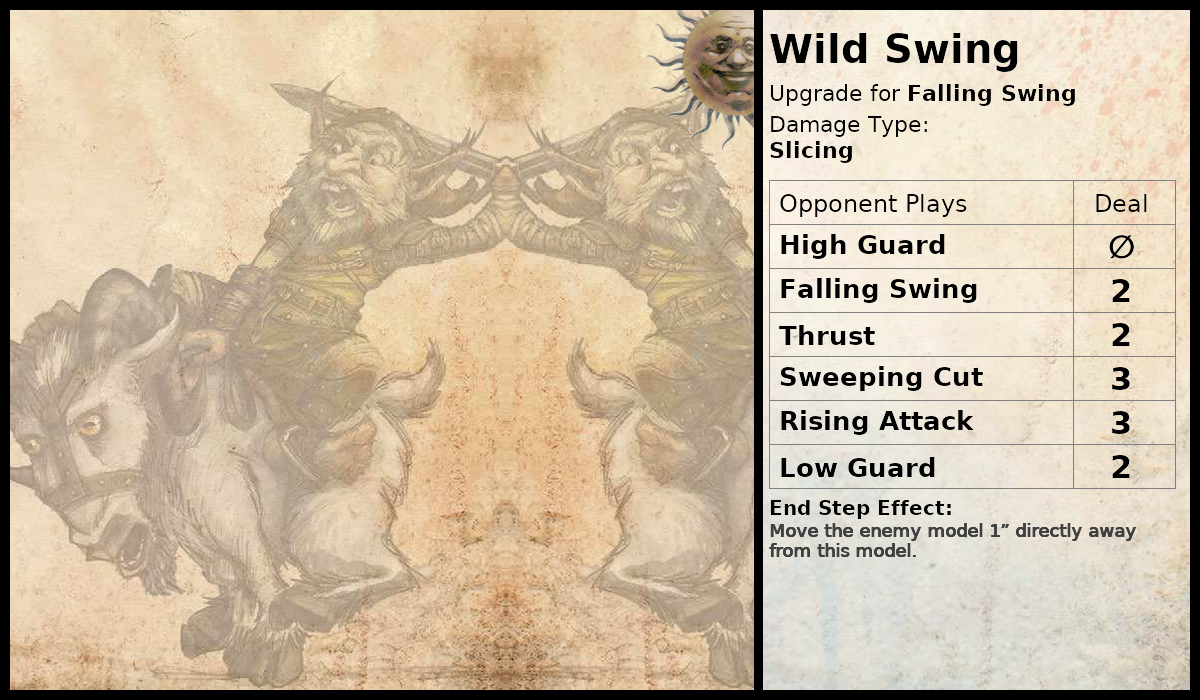 Wild Swing
Upgrade for Falling Swing
Damage Type:
Slicing
Opponent Plays Deal
High Guard ∅
Falling Swing 2
Thrust 2
Sweeping Cut 3
Rising Attack 3
Low Guard 2
End Step Effect:
Move the enemy model 1” directly away
from this model.